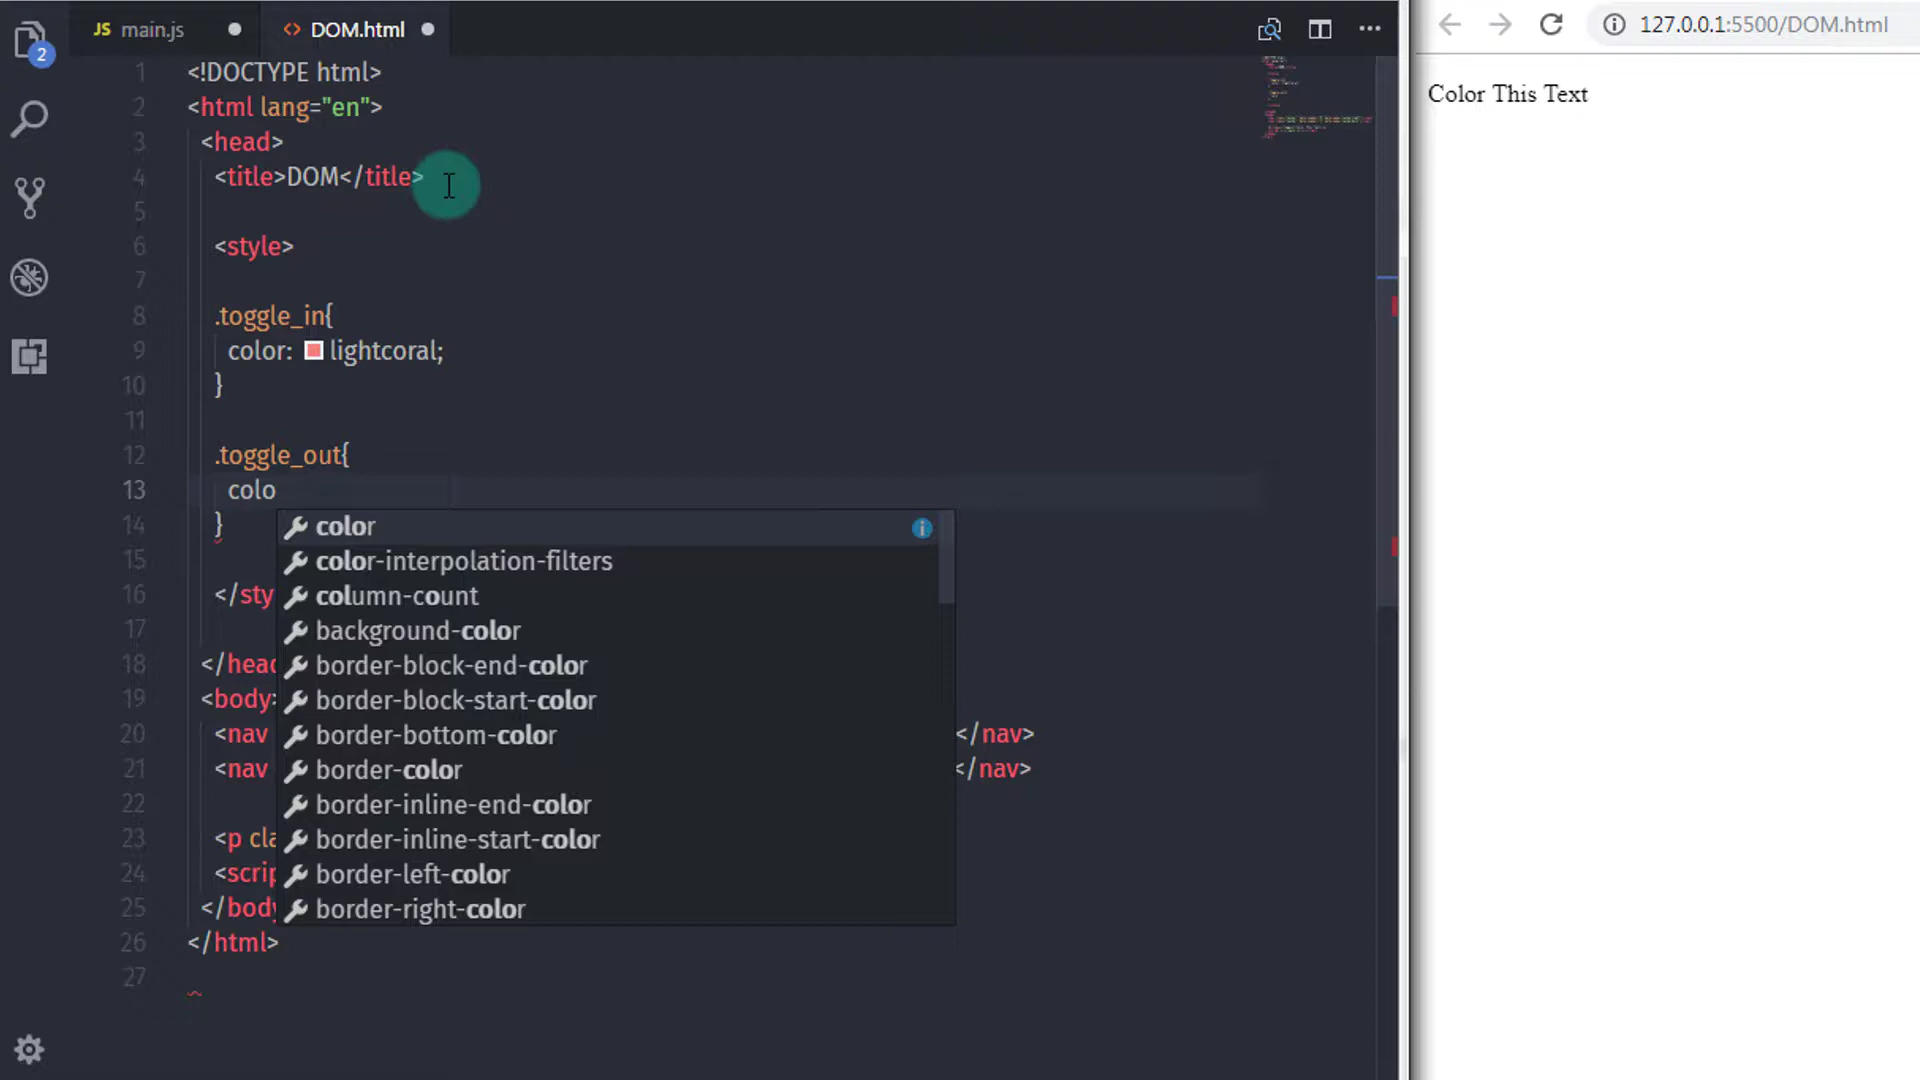 JS main.js
<> DOM.html
127.0.0.1:5500/DOM.html
2
1 <!DOCTYPE html>
2 <html lang="en">
3 <head>
4 <title>DOM</title>
5
6 <style>
7
8 .toggle_in{
9 color: lightcoral;
10 }
11
12 .toggle_out{
13 colo
14 }
15
16 </sty
17
18 </head
19 <body>
20 <nav </nav>
21 <nav </nav>
22
23 <p cla
24 <scrip
25 </body
26 </html>
27
color
color-interpolation-filters
column-count
background-color
border-block-end-color
border-block-start-color
border-bottom-color
border-color
border-inline-end-color
border-inline-start-color
border-left-color
border-right-color
Color This Text